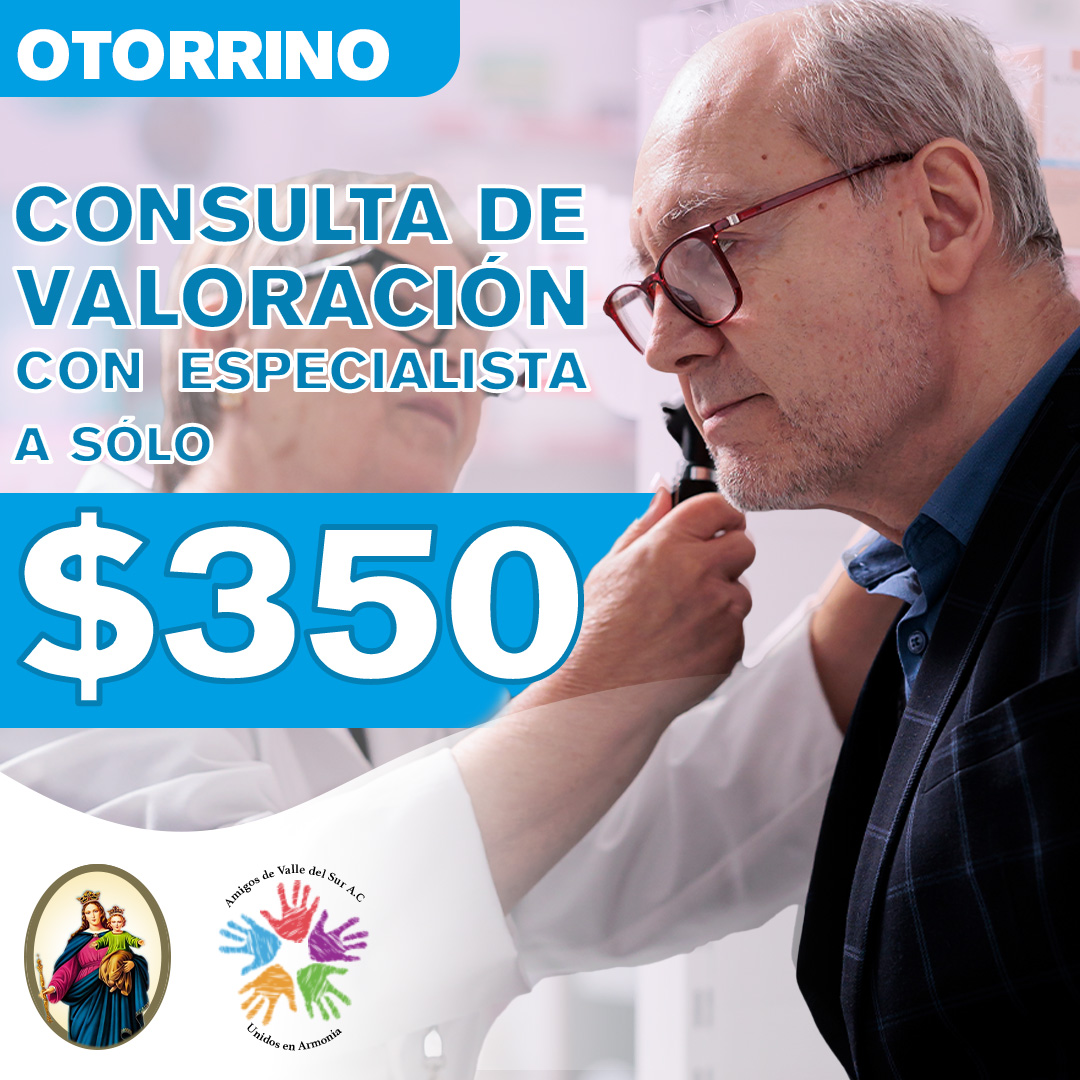 OTORRINO
CONSULTA DE
VALORACIÓN
CON ESPECIALISTA
A SÓLO
$350
Amigos de Valle del Sur A.C
Unidos en Armonía